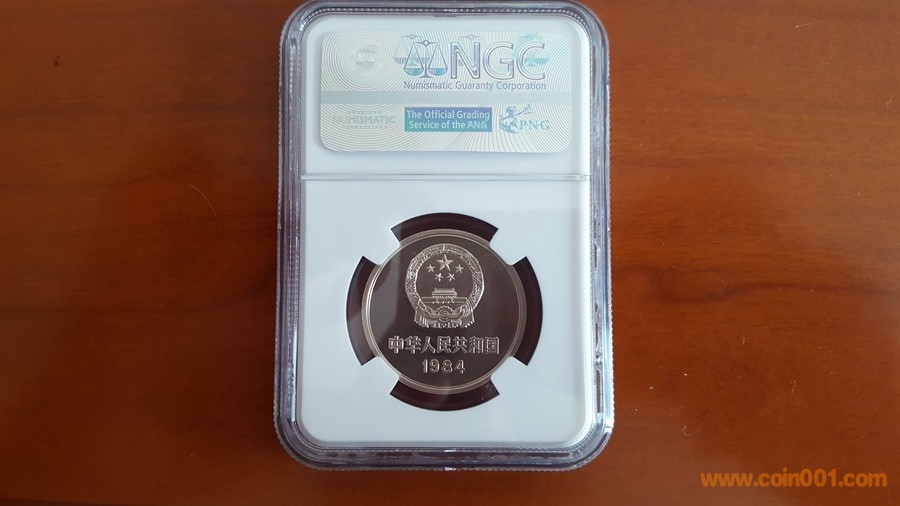 NGC
Numismatic Guaranty Corporation
NUMISMATIC
The Official Grading
Service of the ANA
PNG
中华人民共和国
1984
www.coin001.com